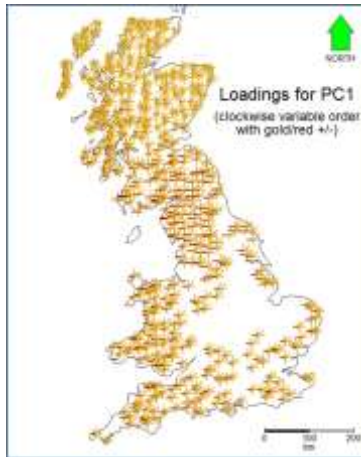 NORTH
Loadings for PC1
(clockwise variable order
with gold/red +/-)
0 100 200
km